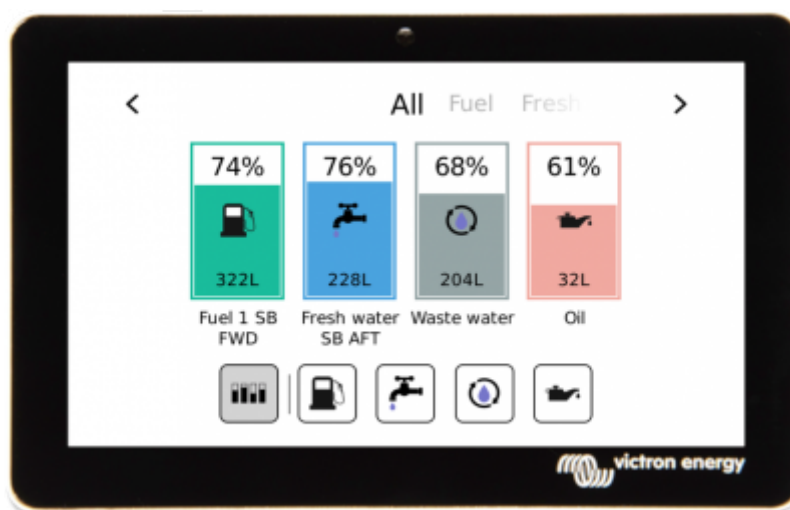 All Fuel Fresh
74% 76% 68% 61%
322L 228L 204L 32L
Fuel 1 SB Fresh water Waste water Oil
FWD SB AFT
victron energy